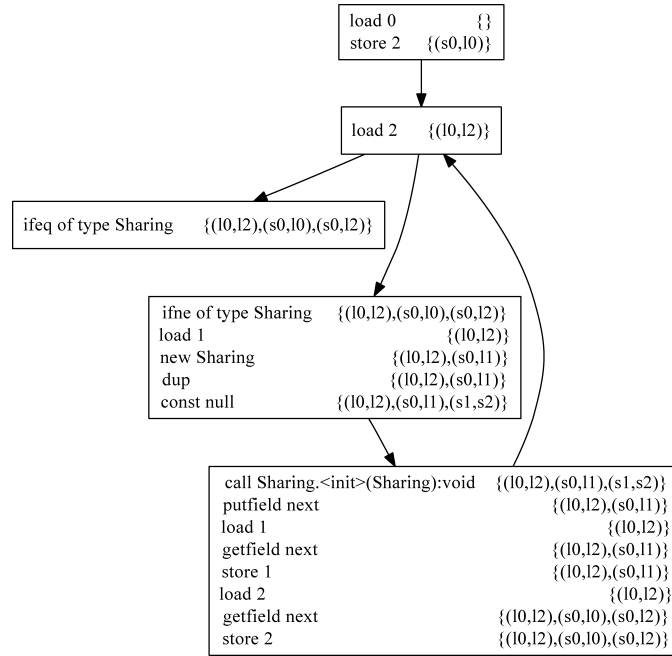 load 0 {}
store 2 {(s0,l0)}
load 2 {(l0,l2)}
ifeq of type Sharing {(l0,l2),(s0,l0),(s0,l2)}
ifne of type Sharing {(l0,l2),(s0,l0),(s0,l2)}
load 1 {(l0,l2)}
new Sharing {(l0,l2),(s0,l1)}
dup {(l0,l2),(s0,l1)}
const null {(l0,l2),(s0,l1),(s1,s2)}
call Sharing.<init>(Sharing):void {(l0,l2),(s0,l1),(s1,s2)}
putfield next {(l0,l2),(s0,l1)}
load 1 {(l0,l2)}
getfield next {(l0,l2),(s0,l1)}
store 1 {(l0,l2),(s0,l1)}
load 2 {(l0,l2)}
getfield next {(l0,l2),(s0,l0),(s0,l2)}
store 2 {(l0,l2),(s0,l0),(s0,l2)}